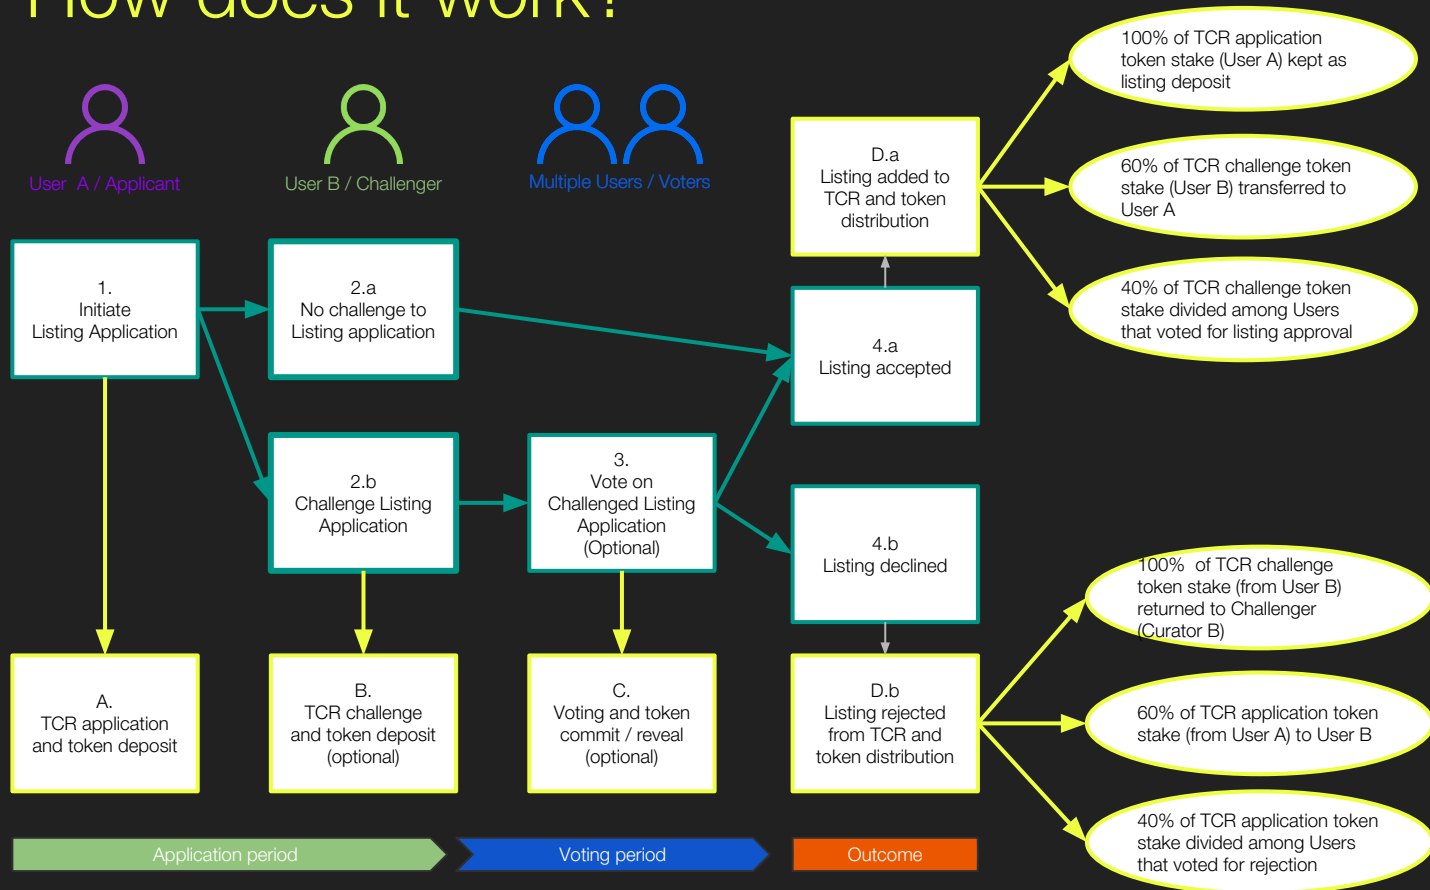 How does it work?
User A / Applicant
User B / Challenger
Multiple Users / Voters
1.
Initiate
Listing Application
2.a
No challenge to
Listing application
2.b
Challenge Listing
Application
3.
Vote on
Challenged Listing
Application
(Optional)
D.a
Listing added to
TCR and token
distribution
4.a
Listing accepted
4.b
Listing declined
A.
TCR application
and token deposit
B.
TCR challenge
and token deposit
(optional)
C.
Voting and token
commit / reveal
(optional)
D.b
Listing rejected
from TCR and
token distribution
100% of TCR application
token stake (User A) kept as
listing deposit
60% of TCR challenge token
stake (User B) transferred to
User A
40% of TCR challenge token
stake divided among Users
that voted for listing approval
100% of TCR challenge
token stake (from User B)
returned to Challenger
(Curator B)
60% of TCR application token
stake (from User A) to User B
40% of TCR application token
stake divided among Users
that voted for rejection
Application period
Voting period
Outcome